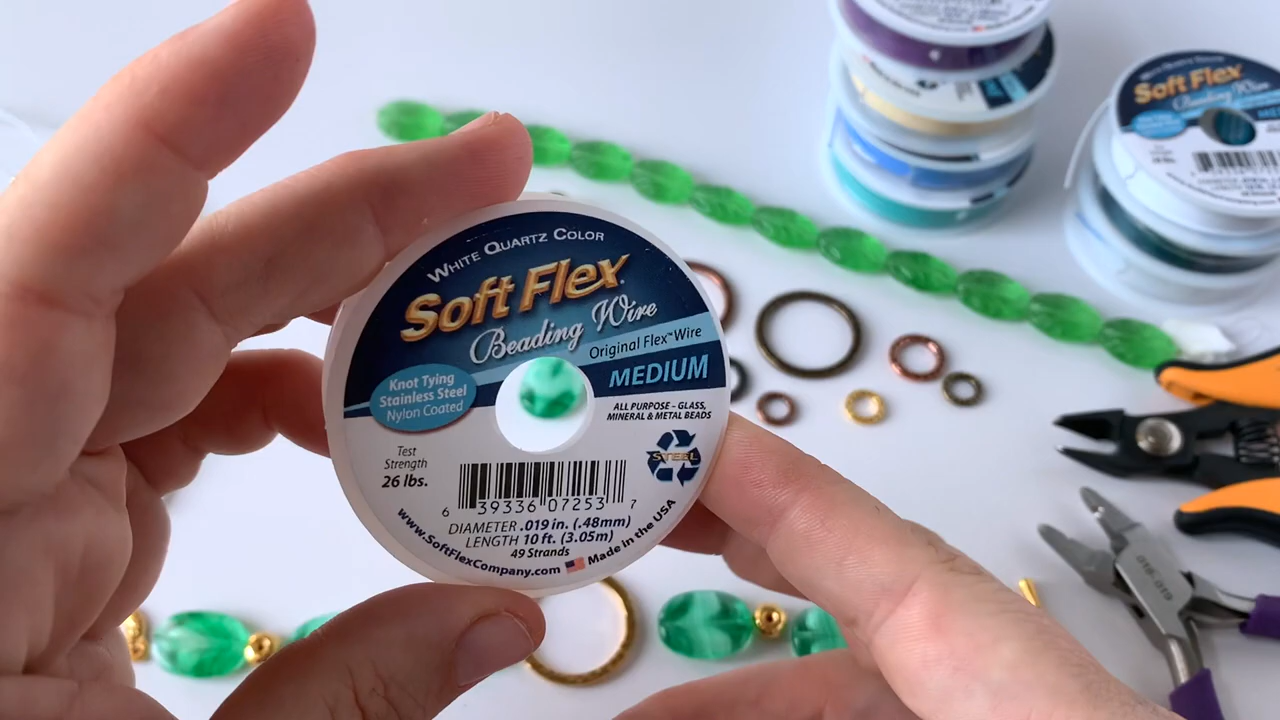 WHITE QUARTZ COLOR
Soft Flex
Beading Wire
Original Flex™ Wire
MEDIUM
Knot Tying
Stainless Steel
Nylon Coated
ALL PURPOSE – GLASS,
MINERAL & METAL BEADS
Test
Strength
26 lbs.
STEEL
6 39336 07253 7
DIAMETER .019 in. (.48mm)
LENGTH 10 ft. (3.05m)
49 Strands
www.SoftFlexCompany.com
Made in the USA
Soft Flex
Beading Wire